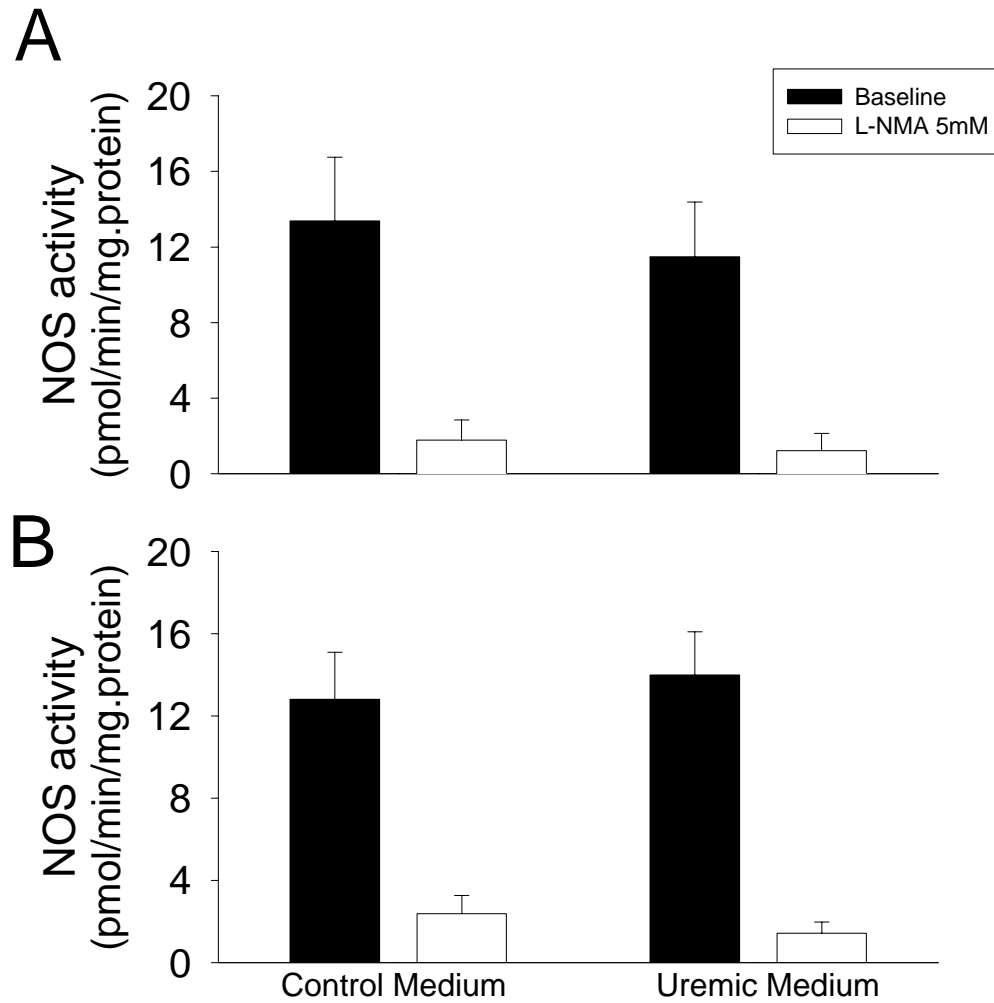 A
Baseline
L-NMA 5mM
NOS activity
(pmol/min/mg.protein)
20
16
12
8
4
0
B
NOS activity
(pmol/min/mg.protein)
20
16
12
8
4
0
Control Medium
Uremic Medium